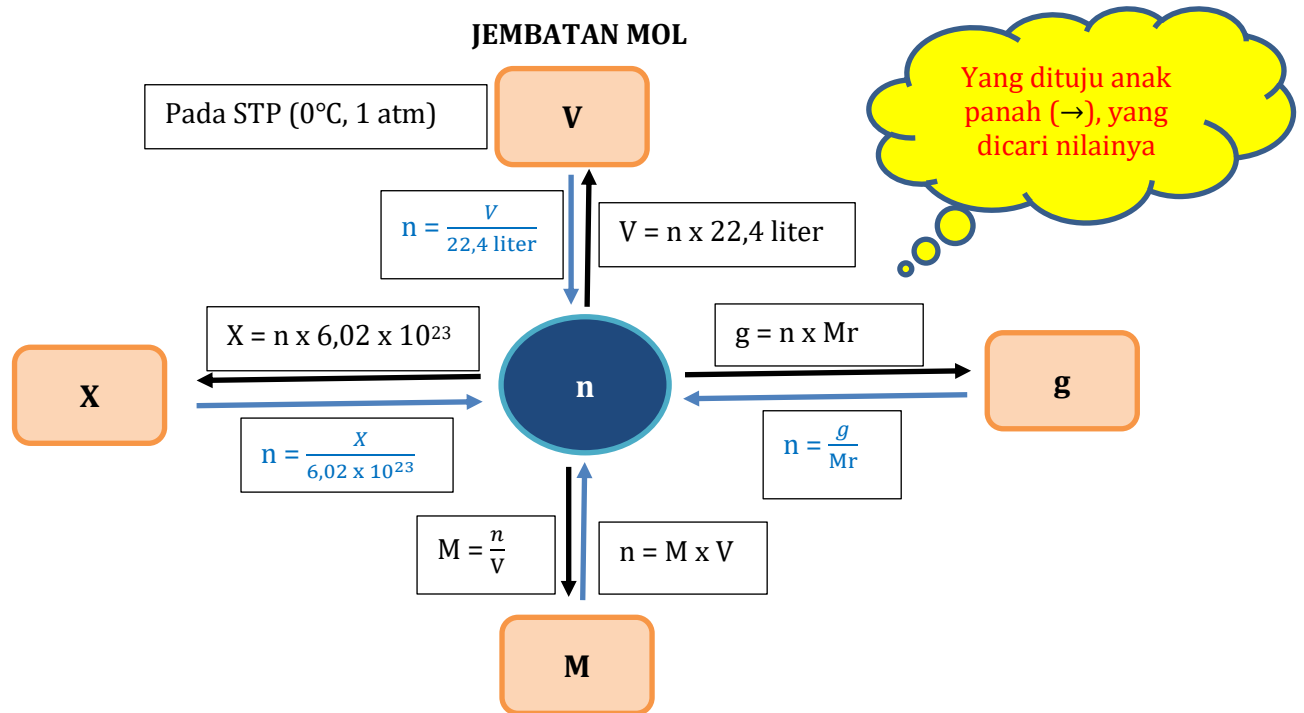 JEMBATAN MOL
Pada STP (0°C, 1 atm)
V
Yang dituju anak
panah (→), yang
dicari nilainya
n = V / 22,4 liter
V = n x 22,4 liter
X = n x 6,02 x 10²³
g = n x Mr
X
n
g
n = X / 6,02 x 10²³
n = g / Mr
M = n / V
n = M x V
M